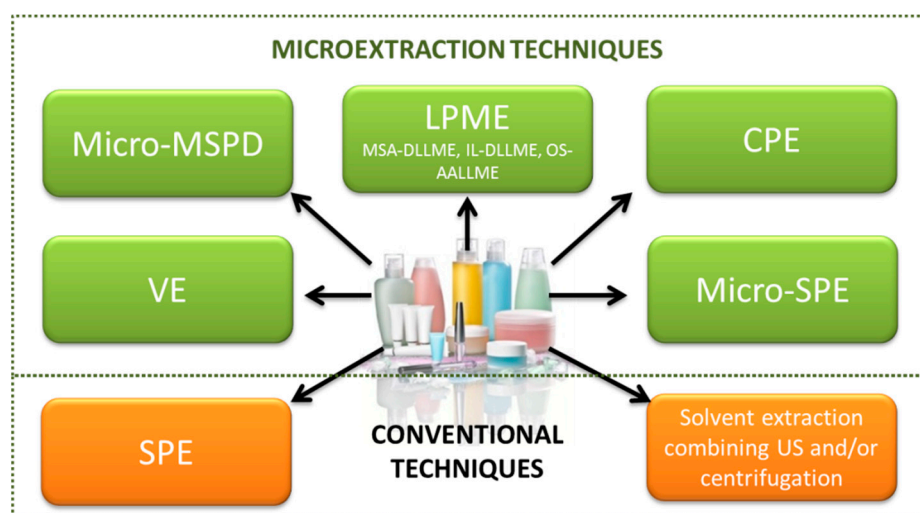 MICROEXTRACTION TECHNIQUES
Micro-MSPD
LPME
MSA-DLLME, IL-DLLME, OS-
AALLME
CPE
VE
Micro-SPE
SPE
CONVENTIONAL
TECHNIQUES
Solvent extraction
combining US and/or
centrifugation